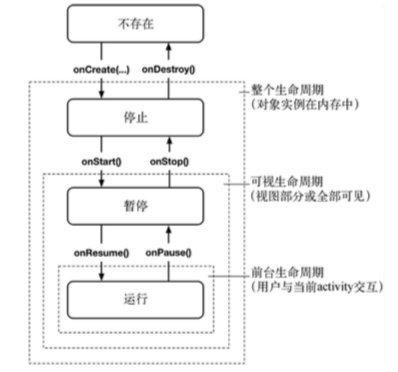 不存在
onCreate(...) onDestroy()
整个生命周期
（对象实例在内存中）
停止
onStart() onStop()
可视生命周期
（视图部分或全部可见）
暂停
onResume() onPause()
前台生命周期
（用户与当前activity交互）
运行